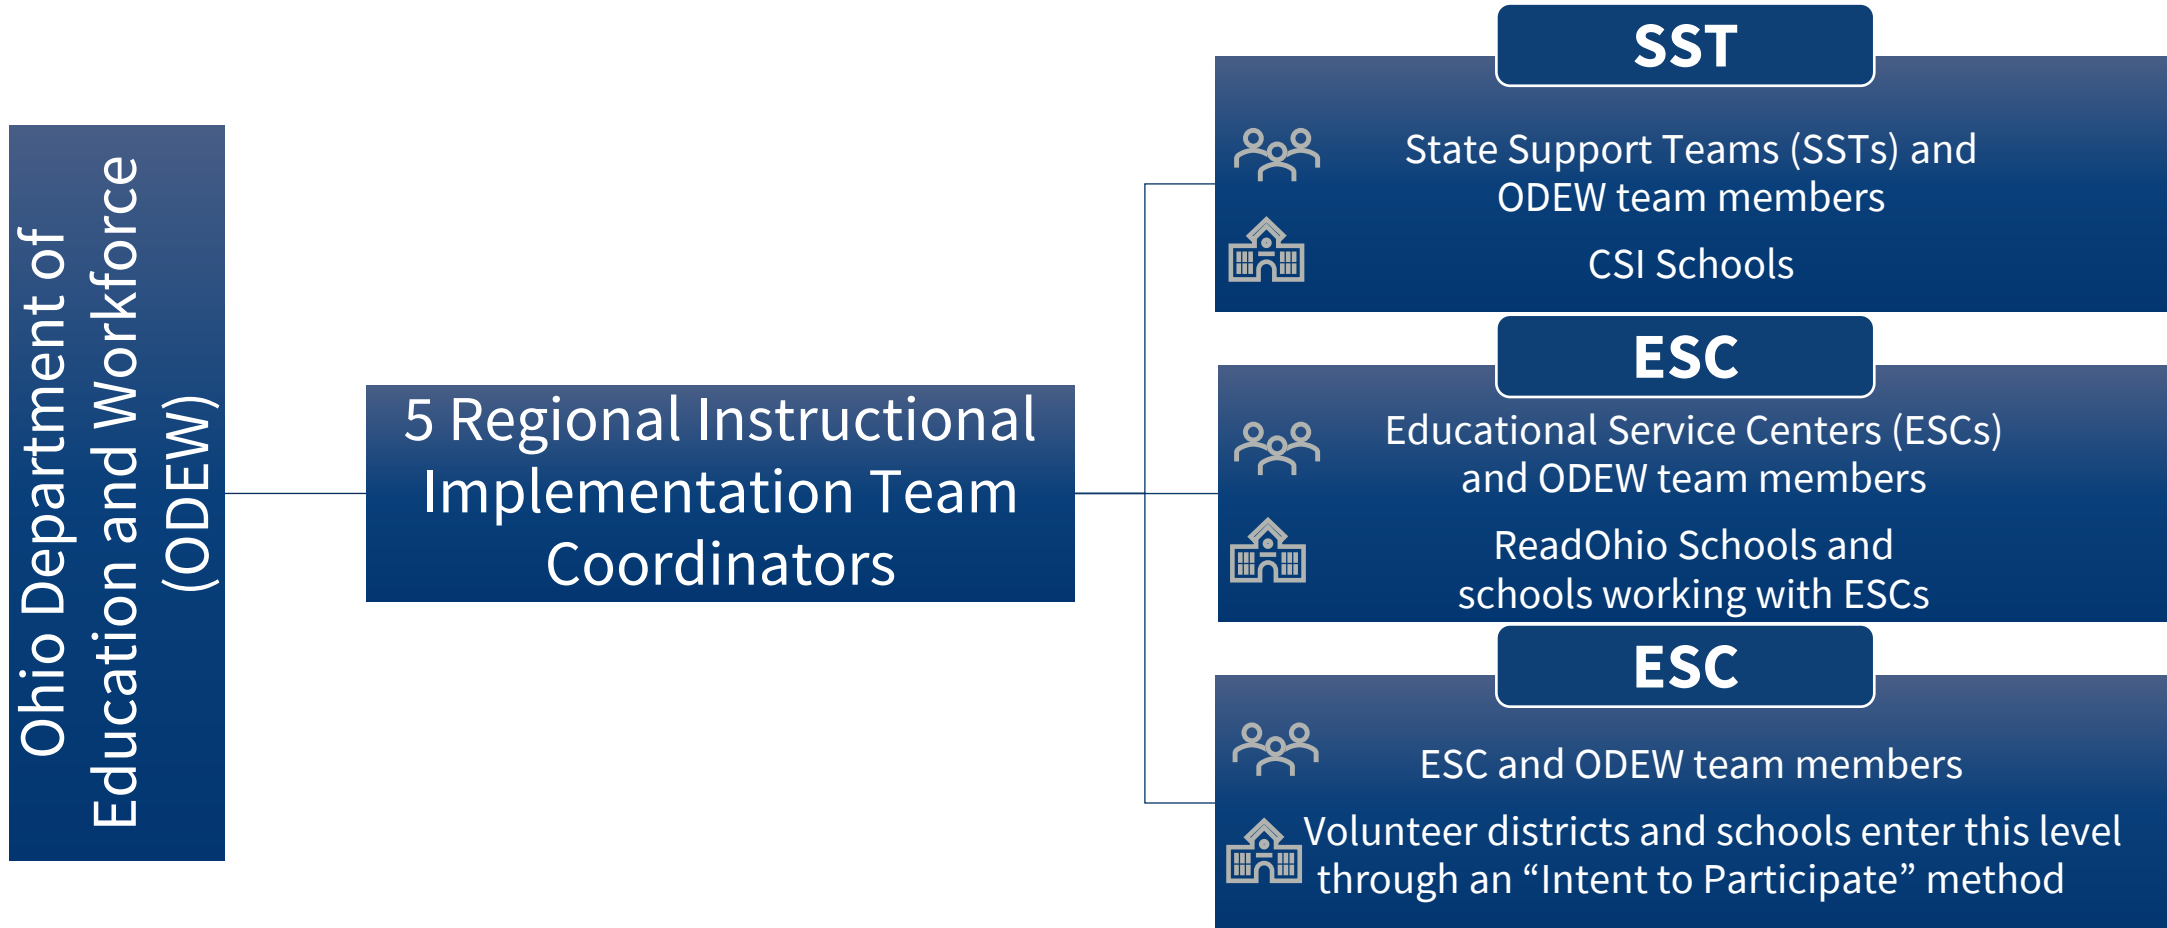 Ohio Department of
Education and Workforce
(ODEW)
5 Regional Instructional
Implementation Team
Coordinators
SST
State Support Teams (SSTs) and
ODEW team members
CSI Schools
ESC
Educational Service Centers (ESCs)
and ODEW team members
ReadOhio Schools and
schools working with ESCs
ESC
ESC and ODEW team members
Volunteer districts and schools enter this level
through an “Intent to Participate” method